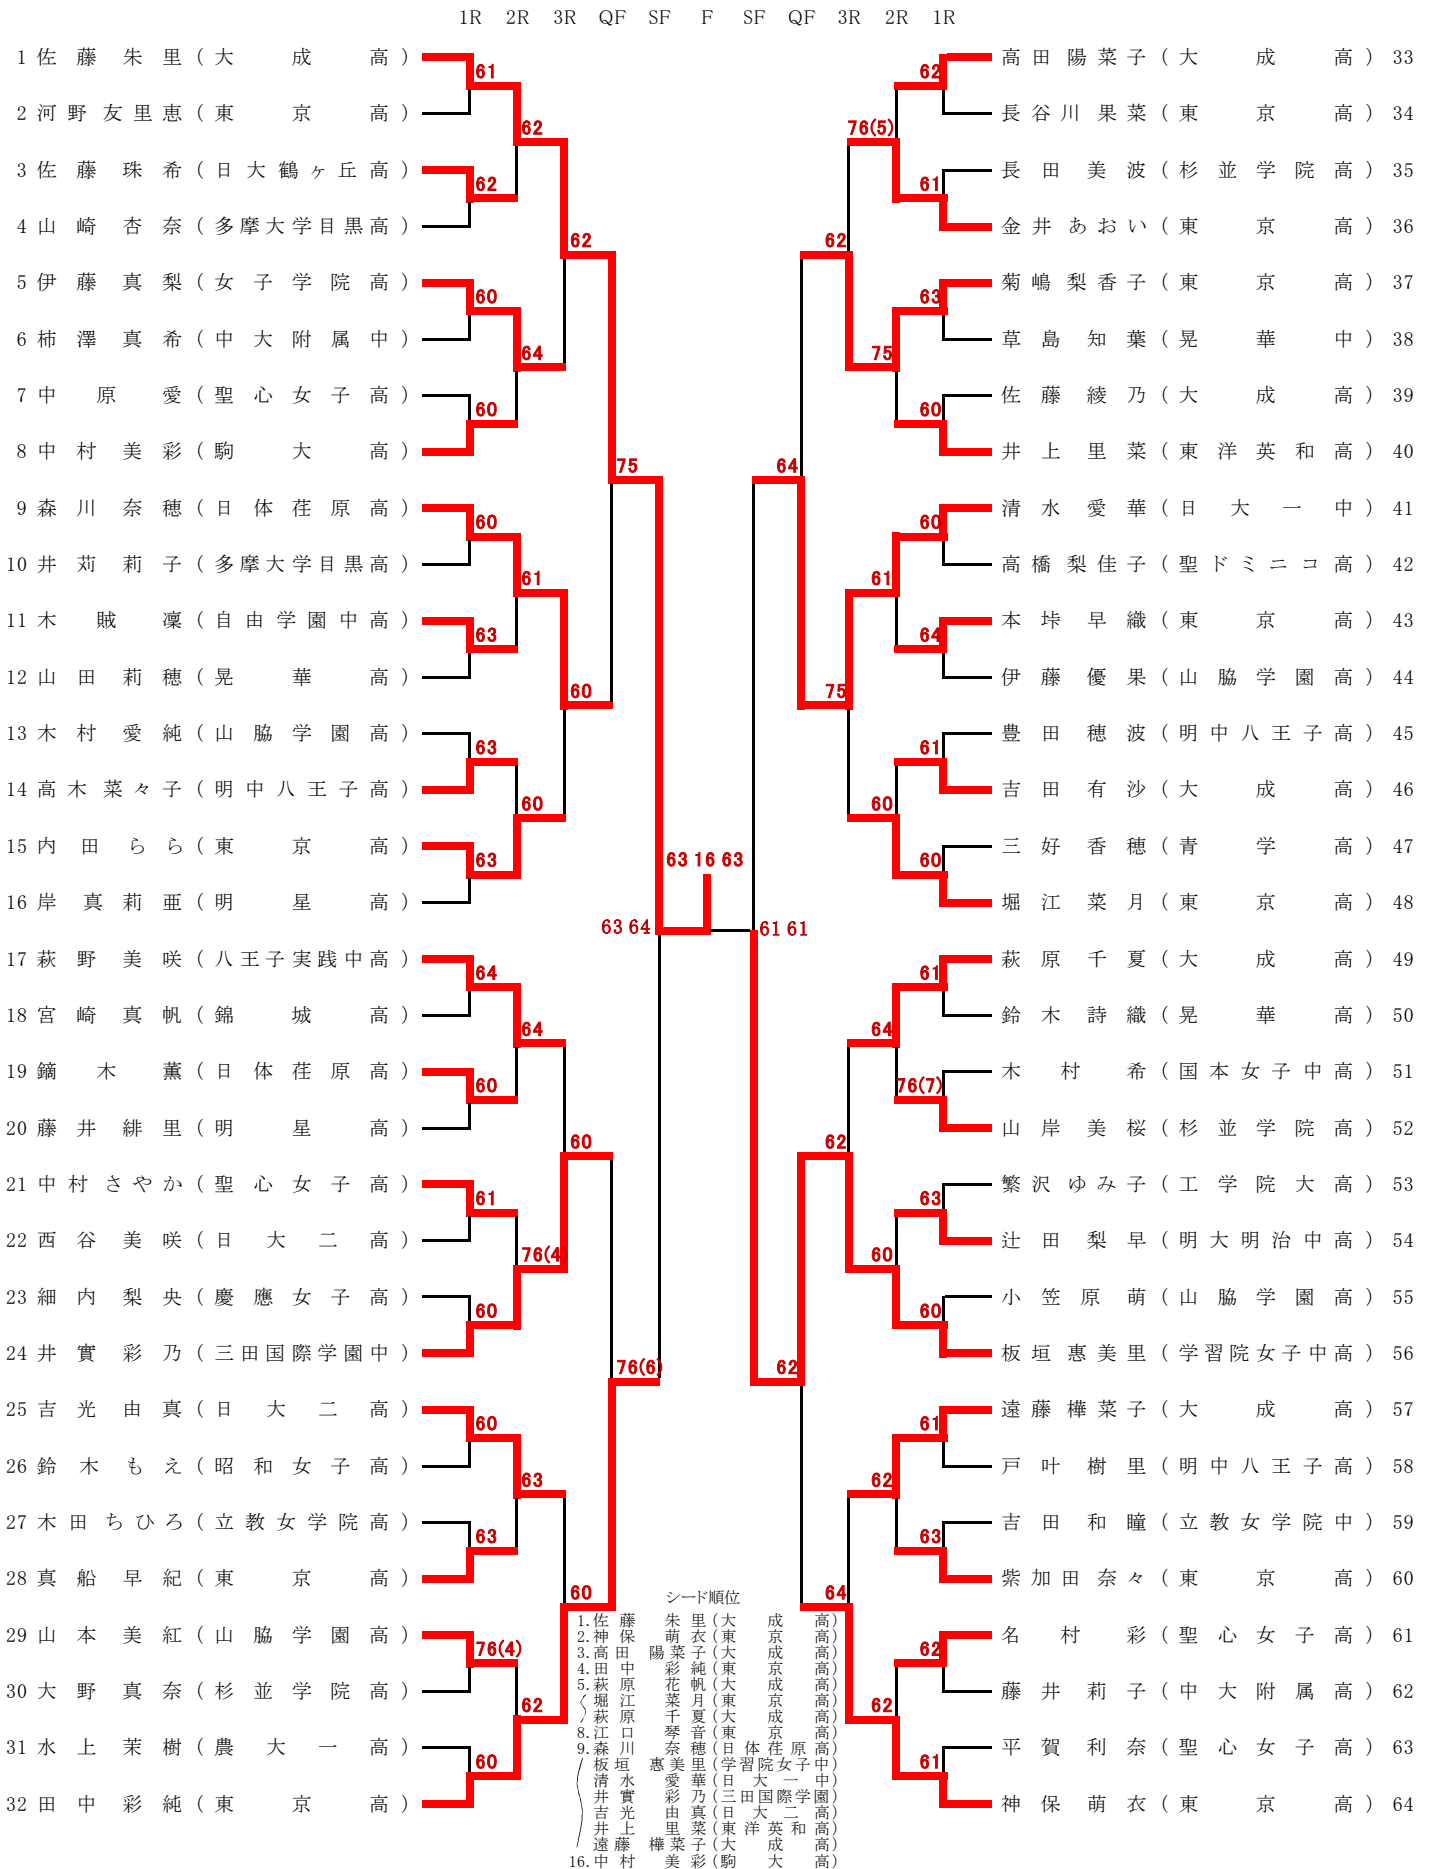 1R 2R 3R QF SF F SF QF 3R 2R 1R
1 佐藤朱里 (大成高)
61
2 河野友里恵 (東京高)
62
3 佐藤珠希 (日大鶴ヶ丘高)
62
4 山崎杏奈 (多摩大学目黒高)
62
5 伊藤真梨 (女子学院高)
60
6 柿澤真希 (中大附属中)
64
7 中原愛 (聖心女子高)
60
8 中村美彩 (駒大高)
75
9 森川奈穂 (日体荏原高)
60
10 井苅莉子 (多摩大学目黒高)
61
11 木賊凜 (自由学園中高)
63
12 山田莉穂 (晃華高)
60
13 木村愛純 (山脇学園高)
63
14 高木菜々子 (明中八王子高)
60
15 内田らら (東京高)
63
16 岸真莉亜 (明星高)
63 64
17 萩野美咲 (八王子実践中高)
64
18 宮崎真帆 (錦城高)
64
19 鏑木薫 (日体荏原高)
60
20 藤井緋里 (明星高)
60
21 中村さやか (聖心女子高)
61
22 西谷美咲 (日大二高)
76(4)
23 細内梨央 (慶應女子高)
60
24 井實彩乃 (三田国際学園中)
76(6)
25 吉光由真 (日大二高)
60
26 鈴木もえ (昭和女子高)
63
27 木田ちひろ (立教女学院高)
63
28 真船早紀 (東京高)
60
29 山本美紅 (山脇学園高)
76(4)
30 大野真奈 (杉並学院高)
62
31 水上茉樹 (農大一高)
60
32 田中彩純 (東京高)
63 16 63
高田陽菜子 (大成高) 33
62
長谷川果菜 (東京高) 34
76(5)
長田美波 (杉並学院高) 35
61
金井あおい (東京高) 36
62
菊嶋梨香子 (東京高) 37
63
草島知葉 (晃華中) 38
75
佐藤綾乃 (大成高) 39
60
井上里菜 (東洋英和高) 40
64
清水愛華 (日大一中) 41
60
高橋梨佳子 (聖ドミニコ高) 42
61
本垰早織 (東京高) 43
64
伊藤優果 (山脇学園高) 44
75
豊田穂波 (明中八王子高) 45
61
吉田有沙 (大成高) 46
60
三好香穂 (青学高) 47
60
堀江菜月 (東京高) 48
61 61
萩原千夏 (大成高) 49
61
鈴木詩織 (晃華高) 50
64
木村希 (国本女子中高) 51
76(7)
山岸美桜 (杉並学院高) 52
62
繁沢ゆみ子 (工学院大高) 53
63
辻田梨早 (明大明治中高) 54
60
小笠原萌 (山脇学園高) 55
60
板垣惠美里 (学習院女子中高) 56
62
遠藤樺菜子 (大成高) 57
61
戸叶樹里 (明中八王子高) 58
62
吉田和瞳 (立教女学院中) 59
63
紫加田奈々 (東京高) 60
64
名村彩 (聖心女子高) 61
62
藤井莉子 (中大附属高) 62
62
平賀利奈 (聖心女子高) 63
61
神保萌衣 (東京高) 64
シード順位
1. 佐藤朱里 (大成高)
2. 神保萌衣 (東京高)
3. 高田陽菜子 (大成高)
4. 田中彩純 (東京高)
5. 萩原花帆 (大成高)
堀江菜月 (東京高)
萩原千夏 (大成高)
8. 江口琴音 (東京高)
9. 森川奈穂 (日体荏原高)
板垣惠美里 (学習院女子中)
清水愛華 (日大一中)
井實彩乃 (三田国際学園)
吉光由真 (日大二高)
井上里菜 (東洋英和高)
遠藤樺菜子 (大成高)
16. 中村美彩 (駒大高)